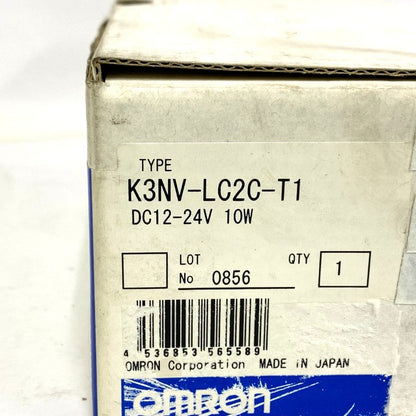 TYPE
K3NV-LC2C-T1
DC12-24V 10W
LOT No 0856 QTY 1
4 536853 565589
OMRON Corporation MADE IN JAPAN
OMRON